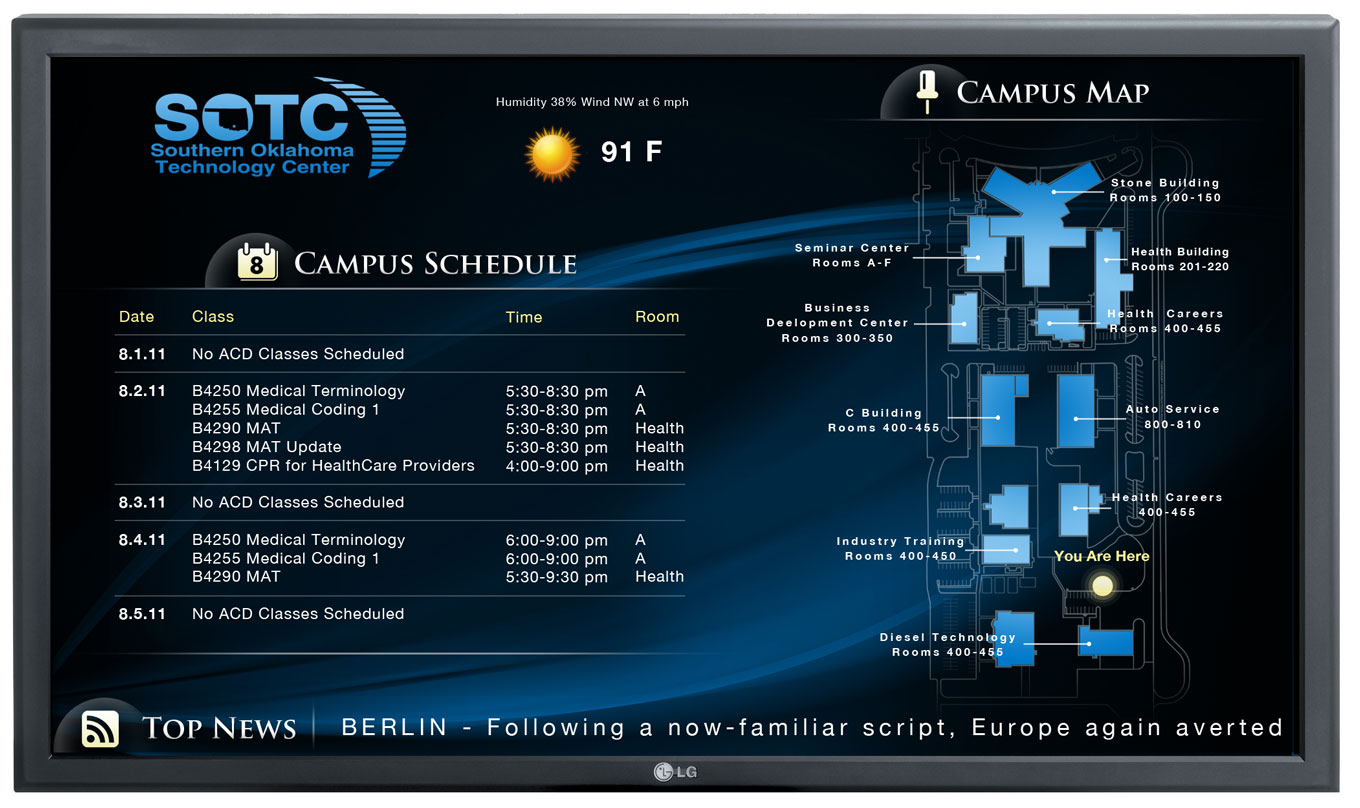 SOTC
Southern Oklahoma
Technology Center
Humidity 38% Wind NW at 6 mph
91 F
8 CAMPUS SCHEDULE
Date Class Time Room
8.1.11 No ACD Classes Scheduled
8.2.11 B4250 Medical Terminology 5:30-8:30 pm A
B4255 Medical Coding 1 5:30-8:30 pm A
B4290 MAT 5:30-8:30 pm Health
B4298 MAT Update 5:30-8:30 pm Health
B4129 CPR for HealthCare Providers 4:00-9:00 pm Health
8.3.11 No ACD Classes Scheduled
8.4.11 B4250 Medical Terminology 6:00-9:00 pm A
B4255 Medical Coding 1 6:00-9:00 pm A
B4290 MAT 5:30-9:30 pm Health
8.5.11 No ACD Classes Scheduled
CAMPUS MAP
Stone Building
Rooms 100-150
Seminar Center
Rooms A-F
Health Building
Rooms 201-220
Business
Deelopment Center
Rooms 300-350
Health Careers
Rooms 400-455
C Building
Rooms 400-455
Auto Service
800-810
Health Careers
400-455
Industry Training
Rooms 400-450
You Are Here
Diesel Technology
Rooms 400-455
TOP NEWS BERLIN - Following a now-familiar script, Europe again averted
LG